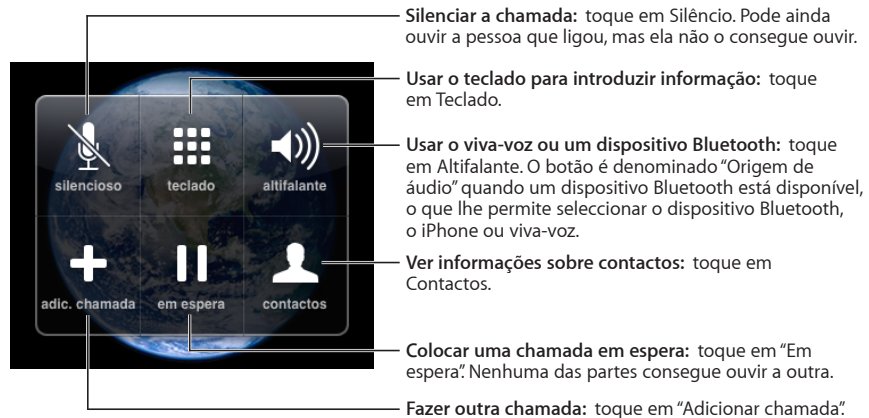 Silenciar a chamada: toque em Silêncio. Pode ainda
ouvir a pessoa que ligou, mas ela não o consegue ouvir.
Usar o teclado para introduzir informação: toque
em Teclado.
Usar o viva-voz ou um dispositivo Bluetooth: toque
em Altifalante. O botão é denominado “Origem de
áudio” quando um dispositivo Bluetooth está disponível,
o que lhe permite seleccionar o dispositivo Bluetooth,
o iPhone ou viva-voz.
Ver informações sobre contactos: toque em
Contactos.
Colocar uma chamada em espera: toque em “Em
espera”. Nenhuma das partes consegue ouvir a outra.
Fazer outra chamada: toque em “Adicionar chamada”.
silencioso
teclado
altifalante
adic. chamada
em espera
contactos